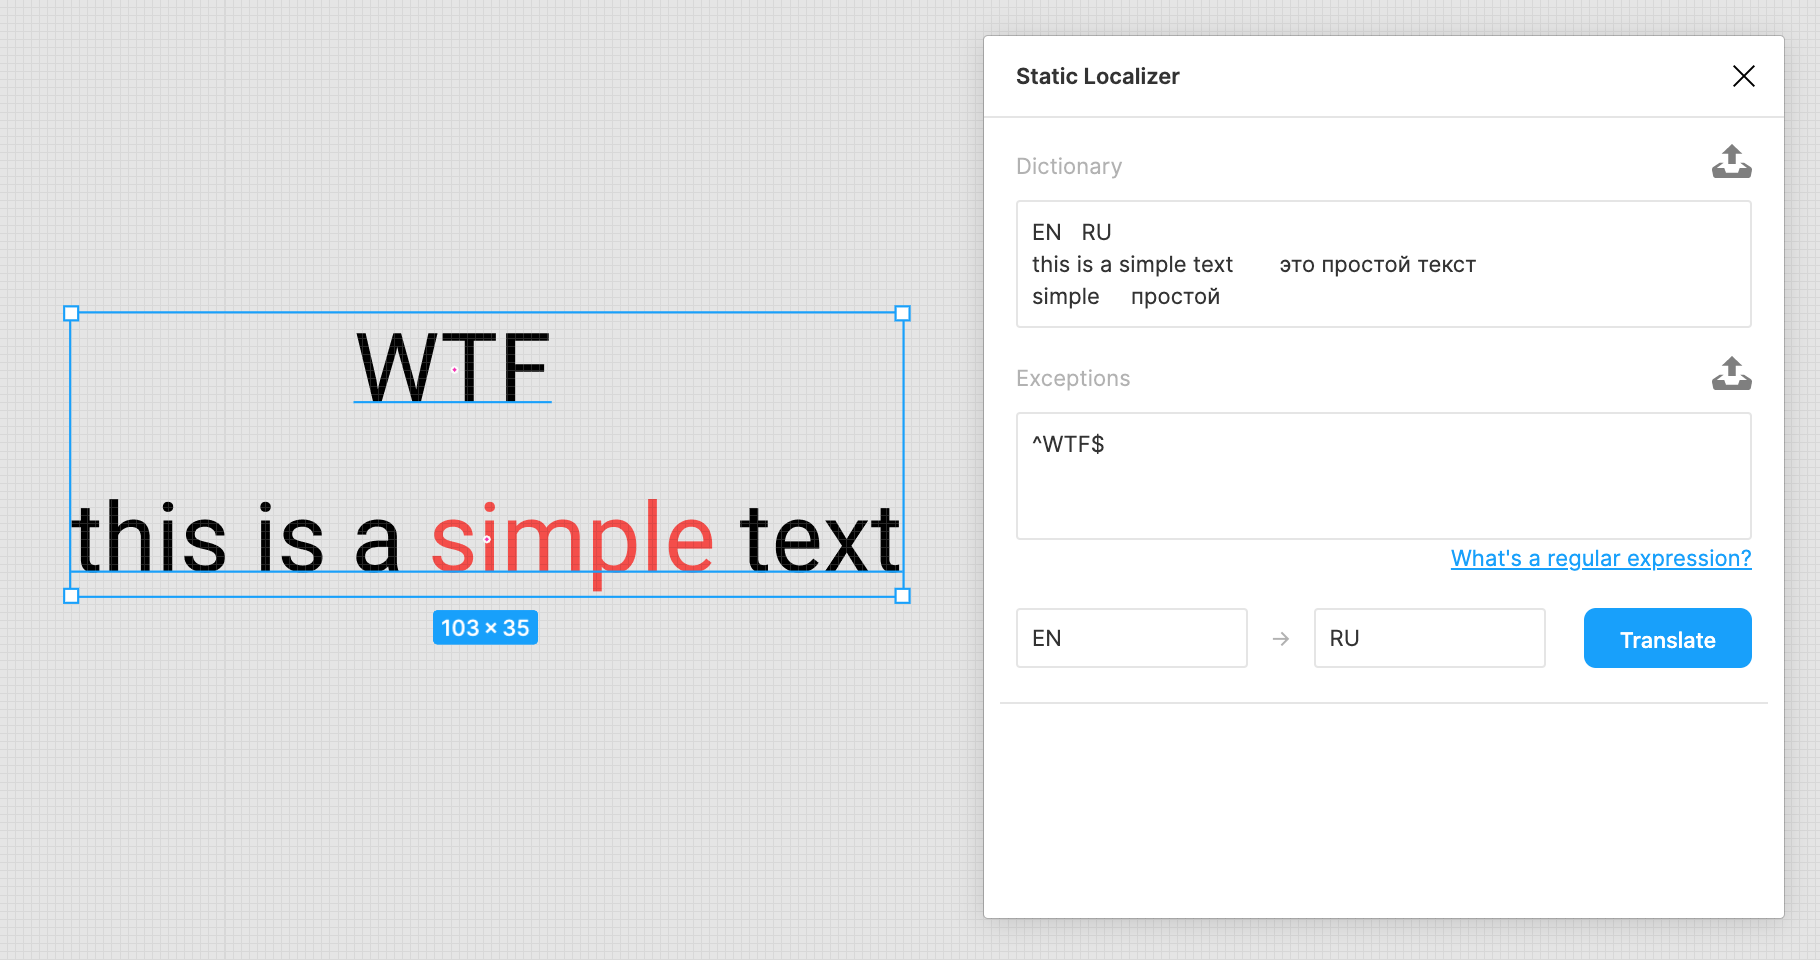 WTF
this is a simple text
103 × 35
Static Localizer
Dictionary
EN RU
this is a simple text это простой текст
simple простой
Exceptions
^WTF$
What's a regular expression?
EN → RU
Translate